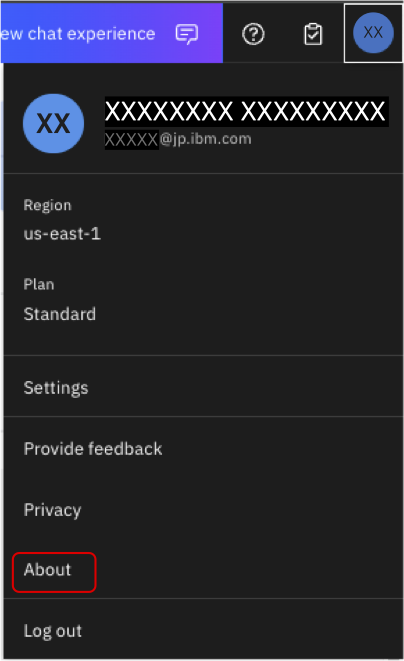 ew chat experience
XX
XX
XXXXXXXX XXXXXXXXX
XXXXX@jp.ibm.com
Region
us-east-1
Plan
Standard
Settings
Provide feedback
Privacy
About
Log out